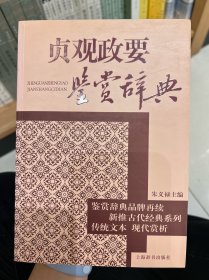 贞观政要
ZHENGUANZHENGYAO
JIANSHANGCIDIAN
鉴赏辞典
朱义禄主编
鉴赏辞典品牌再续
新推古代经典系列
传统文本 现代赏析
上海辞书出版社